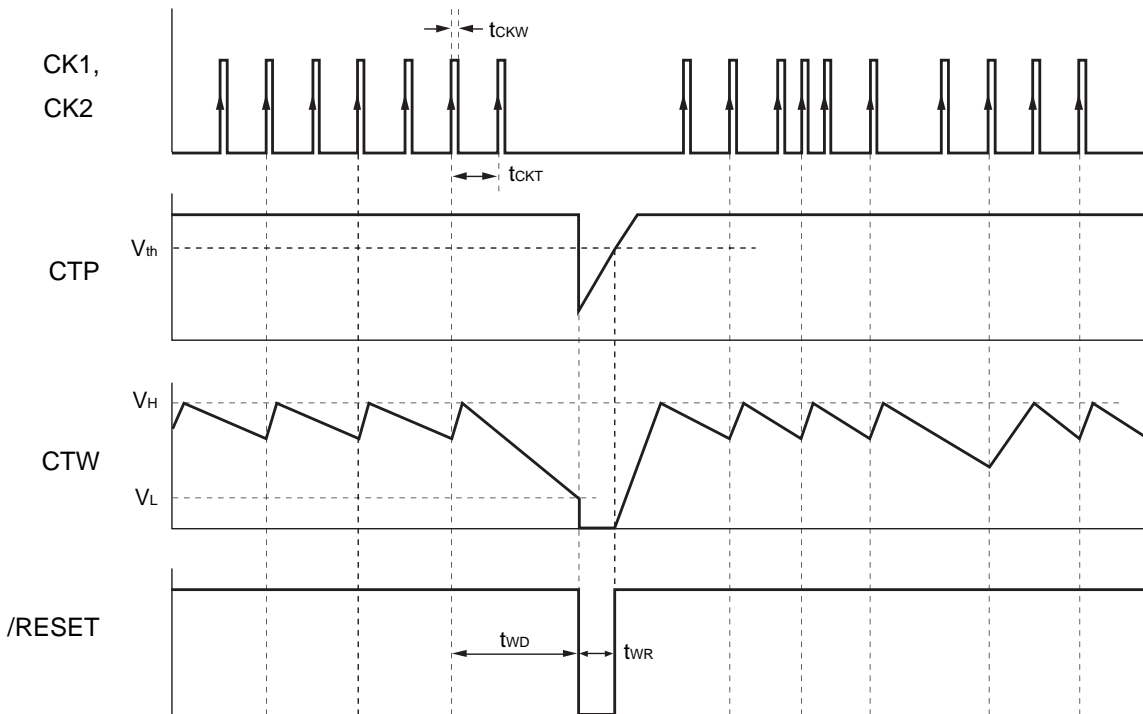 tCKW
CK1,
CK2
tCKT
Vth
CTP
VH
CTW
VL
/RESET
tWD
tWR